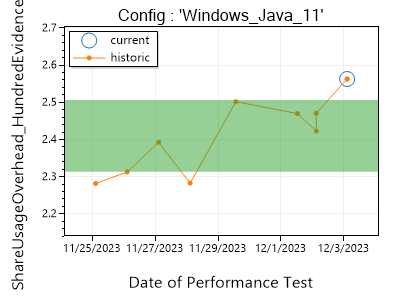 Config : 'Windows_Java_11'
current
historic
2.7
2.6
2.5
2.4
2.3
2.2
ShareUsageOverhead_HundredEvidence
11/25/2023
11/27/2023
11/29/2023
12/1/2023
12/3/2023
Date of Performance Test